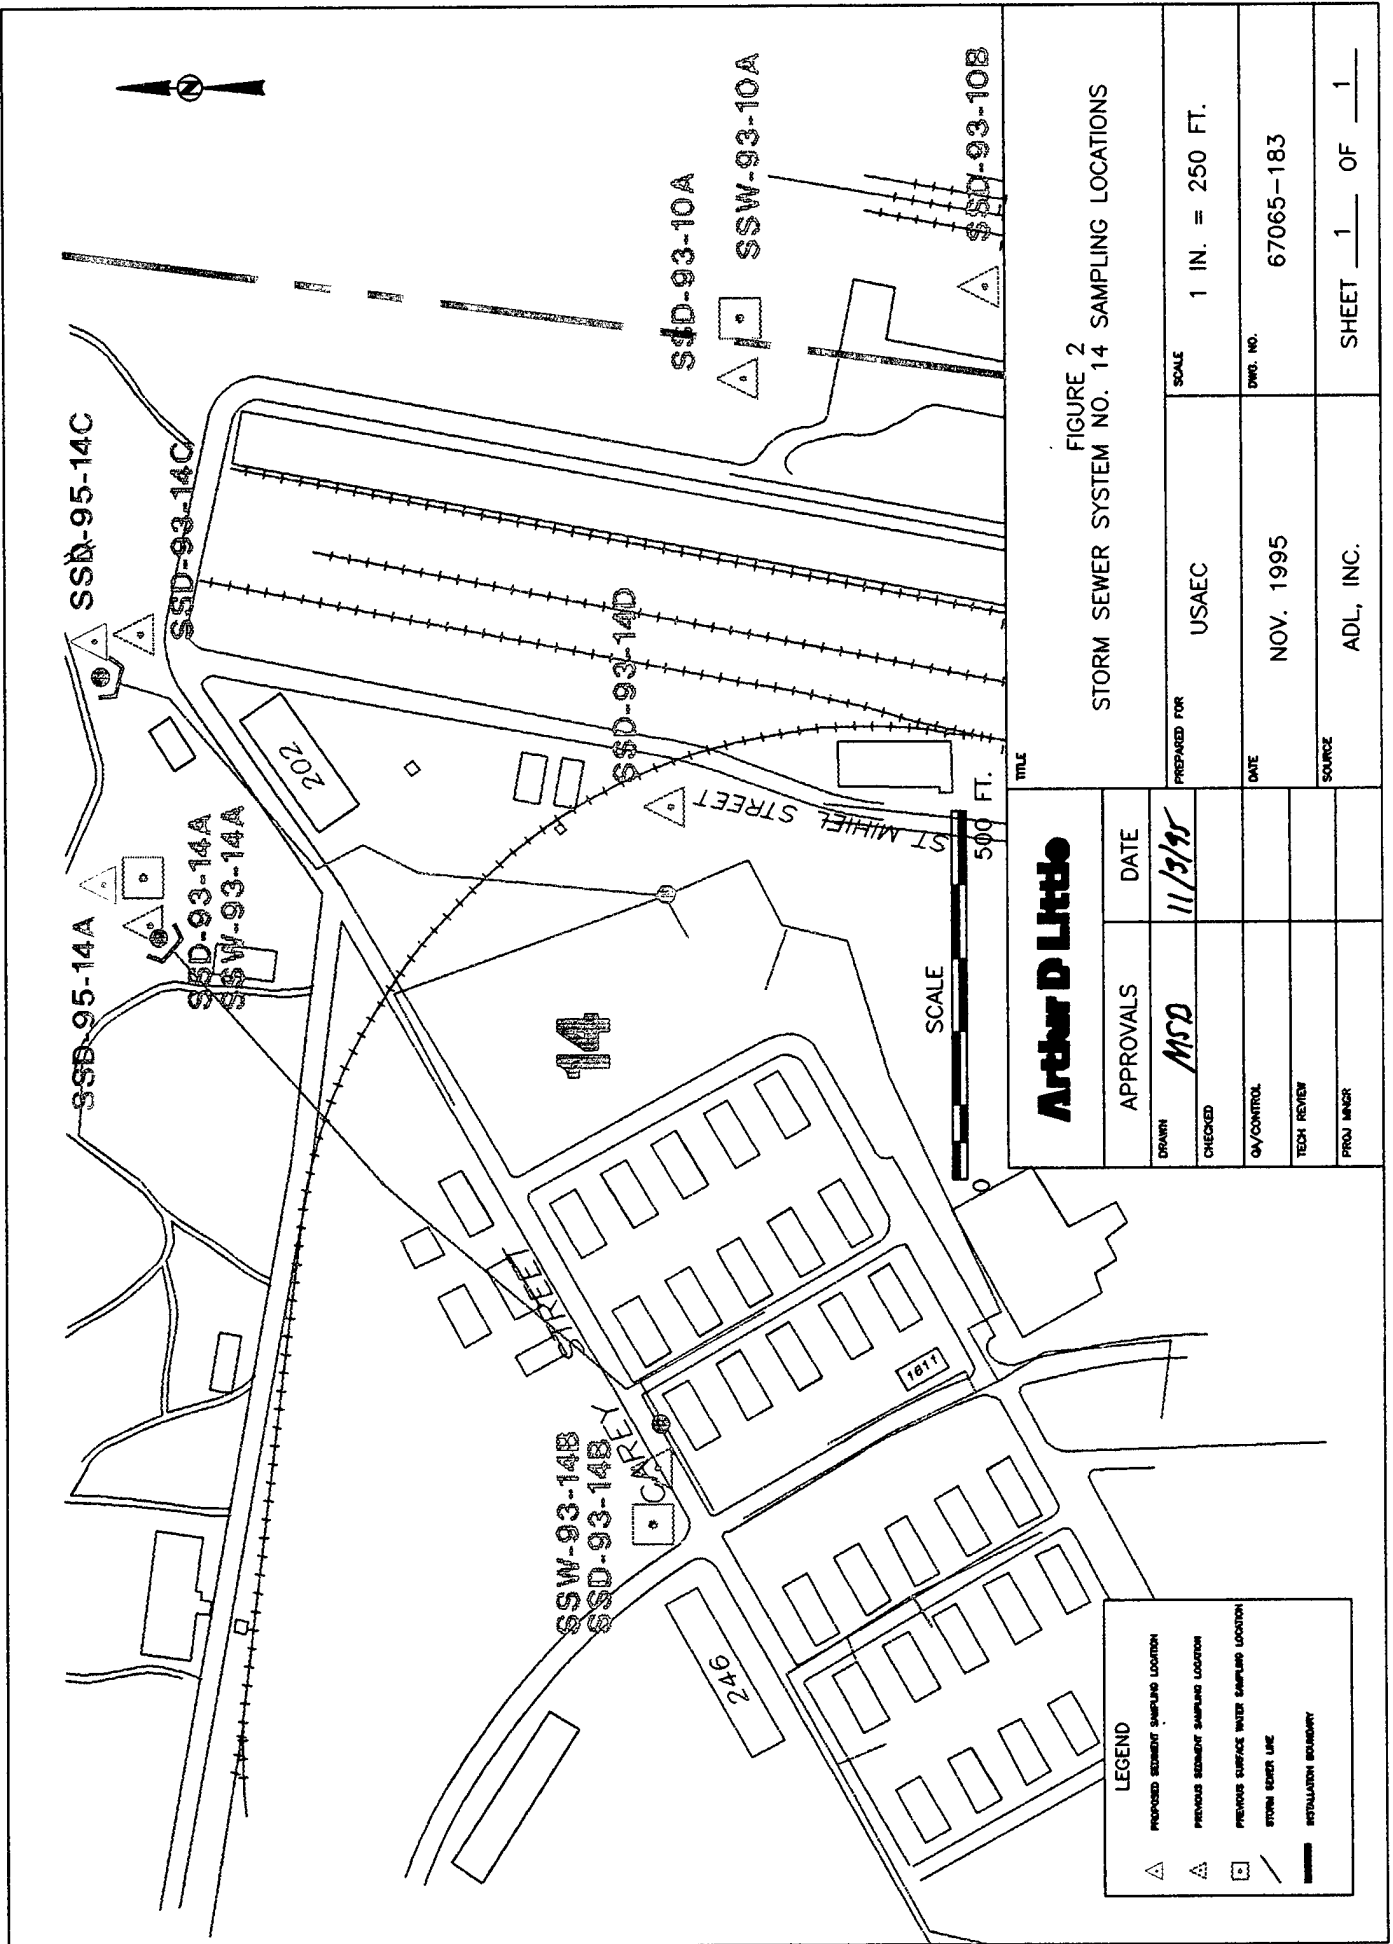 N
SSD-95-14A
SSD-93-14A
SSW-93-14A
SSD-95-14C
SSD-93-14C
202
SSD-93-10A
SSW-93-10A
SSD-93-10B
SSD-93-14D
ST. MIHIEL STREET
14
CAREY STREET
SSW-93-14B
SSD-93-14B
246
1611
SCALE
0
500 FT.
LEGEND
PROPOSED SEDIMENT SAMPLING LOCATION
PREVIOUS SEDIMENT SAMPLING LOCATION
PREVIOUS SURFACE WATER SAMPLING LOCATION
STORM SEWER LINE
INSTALLATION BOUNDARY
Arthur D Little
APPROVALS
DATE
DRAWN
MSD
11/9/95
CHECKED
QA/CONTROL
TECH REVIEW
PROJ MNGR
TITLE
FIGURE 2
STORM SEWER SYSTEM NO. 14 SAMPLING LOCATIONS
PREPARED FOR
USAEC
SCALE
1 IN. = 250 FT.
DATE
NOV. 1995
DWG. NO.
67065-183
SOURCE
ADL, INC.
SHEET 1 OF 1